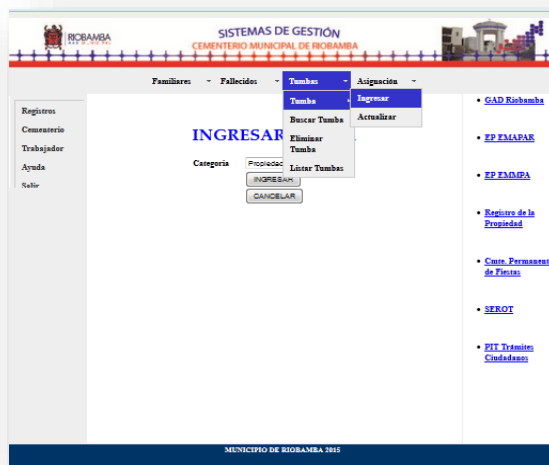 RIOBAMBA
SISTEMAS DE GESTIÓN
CEMENTERIO MUNICIPAL DE RIOBAMBA
Familiares
Fallecidos
Tumbas
Asignación
Tumba
Ingresar
Buscar Tumba
Actualizar
Eliminar
Tumba
Listar Tumbas
Registros
Cementerio
Trabajador
Ayuda
Salir
INGRESAR
Categoria
Propiedad
INGRESAR
CANCELAR
GAD Riobamba
EP EMAPAR
EP EMMPA
Registro de la
Propiedad
Cmte. Permanent
de Fiestas
SEROT
PIT Trámites
Ciudadanos
MUNICIPIO DE RIOBAMBA 2015